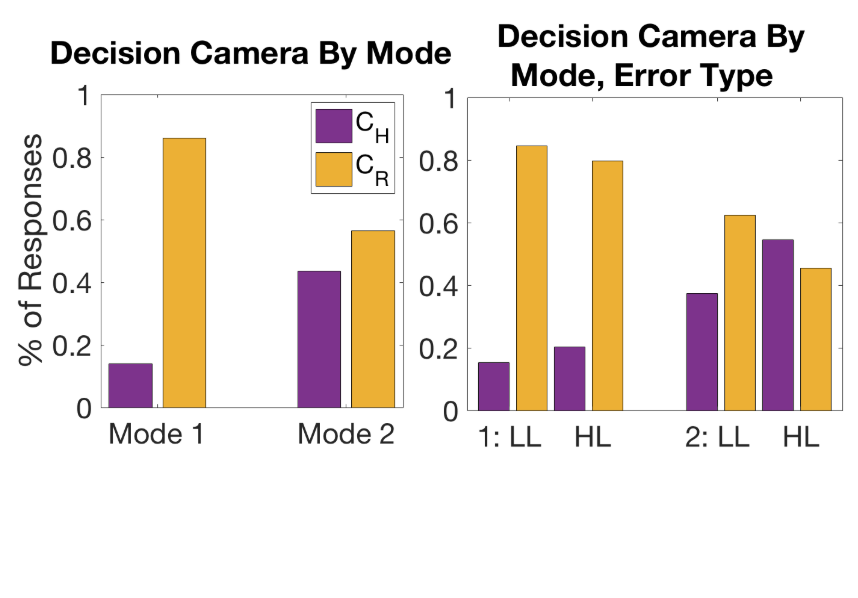 Decision Camera By Mode
% of Responses
1
0.8
0.6
0.4
0.2
0
C_H
C_R
Mode 1 Mode 2
Decision Camera By
Mode, Error Type
1
0.8
0.6
0.4
0.2
0
1: LL HL 2: LL HL